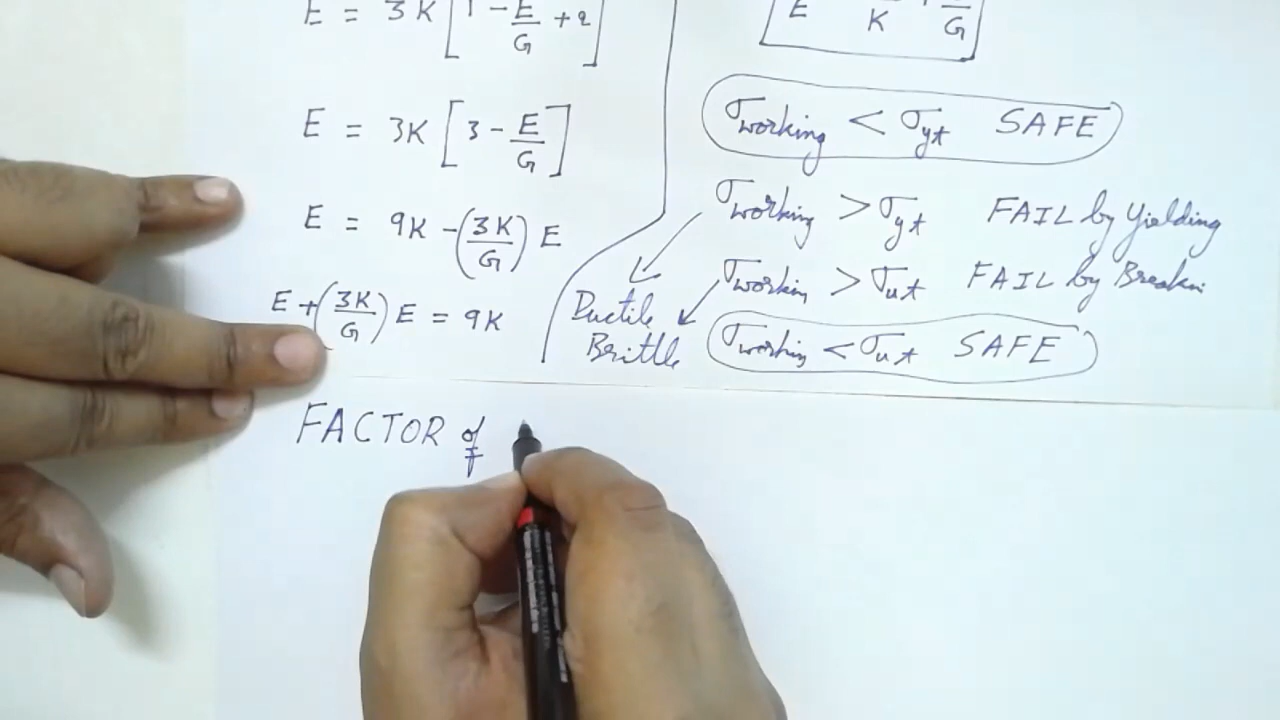 E = 3K [1 - E/G + 2]
E = 3K [3 - E/G]
E = 9K - (3K/G) E
E + (3K/G) E = 9K
E K G
σworking < σyt SAFE
σworking > σyt FAIL by Yielding
σworking > σut FAIL by Breakin
Ductile
Brittle
σworking < σut SAFE
FACTOR of